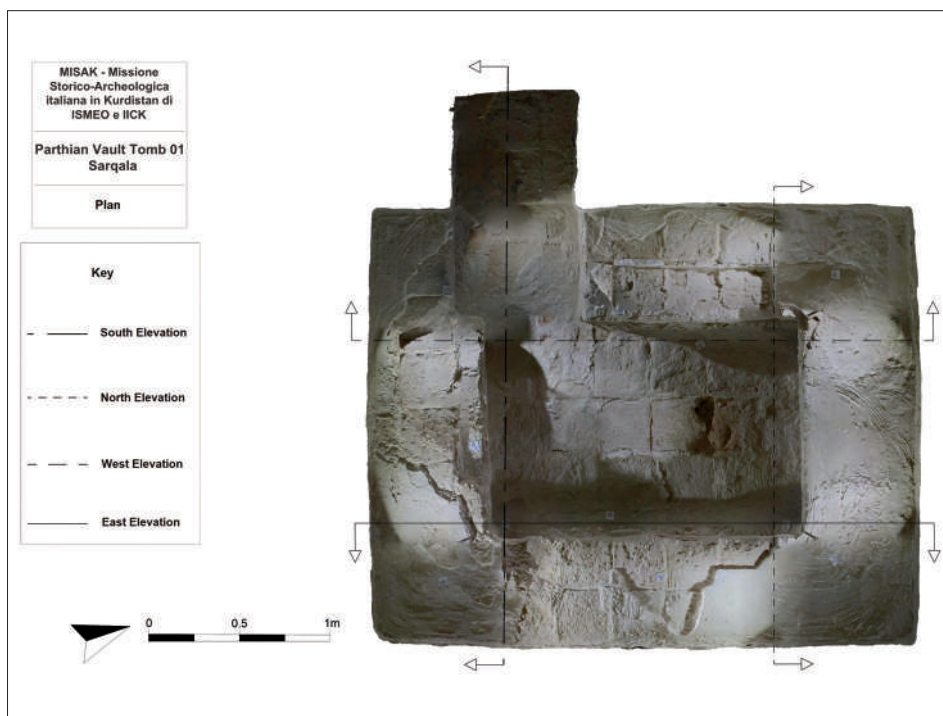 MISAK - Missione
Storico-Archeologica
italiana in Kurdistan di
ISMEO e IICK
Parthian Vault Tomb 01
Sarqala
Plan
Key
South Elevation
North Elevation
West Elevation
East Elevation
0 0.5 1m